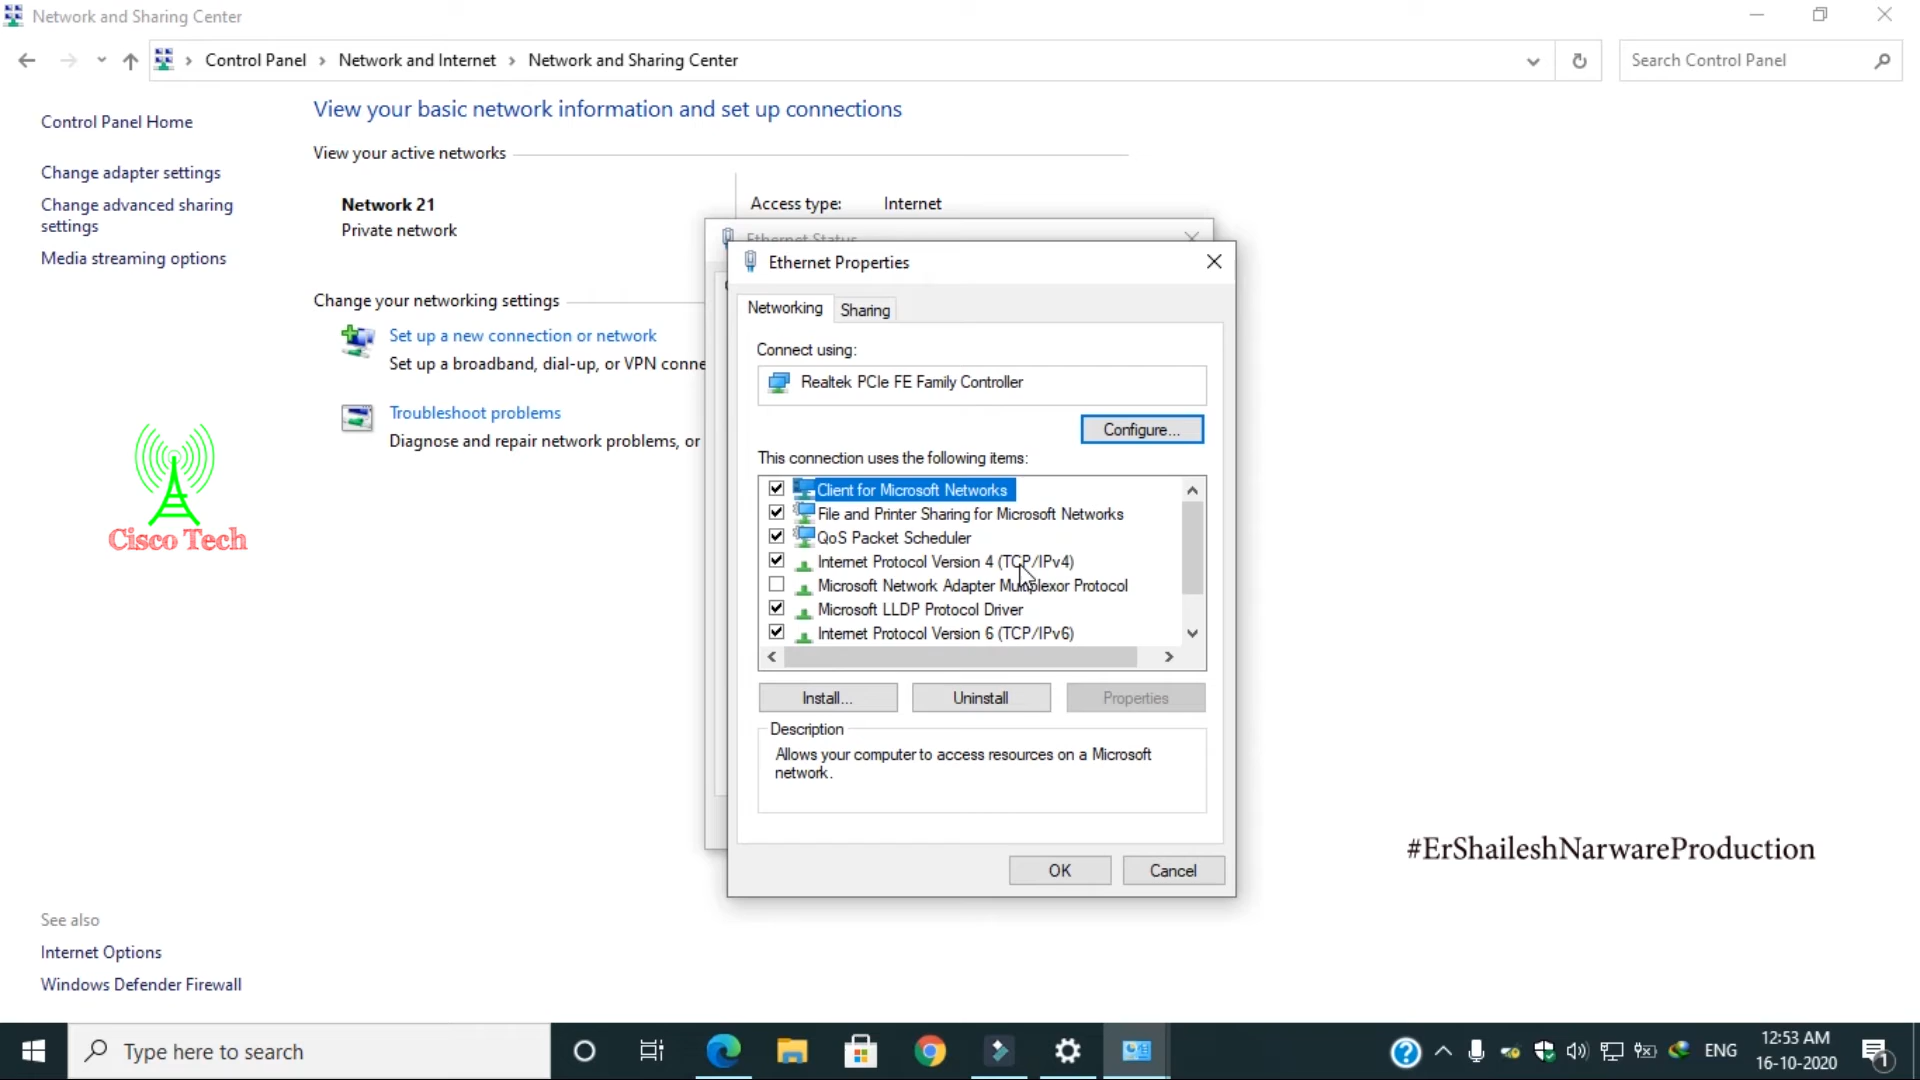 Network and Sharing Center
Control Panel
Network and Internet
Network and Sharing Center
Search Control Panel
Control Panel Home
Change adapter settings
Change advanced sharing
settings
Media streaming options
View your basic network information and set up connections
View your active networks
Network 21
Private network
Access type: Internet
Change your networking settings
Set up a new connection or network
Set up a broadband, dial-up, or VPN conne
Troubleshoot problems
Diagnose and repair network problems, or
Ethernet Status
Ethernet Properties
Networking
Sharing
Connect using:
Realtek PCIe FE Family Controller
Configure...
This connection uses the following items:
Client for Microsoft Networks
File and Printer Sharing for Microsoft Networks
QoS Packet Scheduler
Internet Protocol Version 4 (TCP/IPv4)
Microsoft Network Adapter Multiplexor Protocol
Microsoft LLDP Protocol Driver
Internet Protocol Version 6 (TCP/IPv6)
Install...
Uninstall
Properties
Description
Allows your computer to access resources on a Microsoft
network.
OK
Cancel
Cisco Tech
#ErShaileshNarwareProduction
See also
Internet Options
Windows Defender Firewall
Type here to search
ENG
12:53 AM
16-10-2020
1